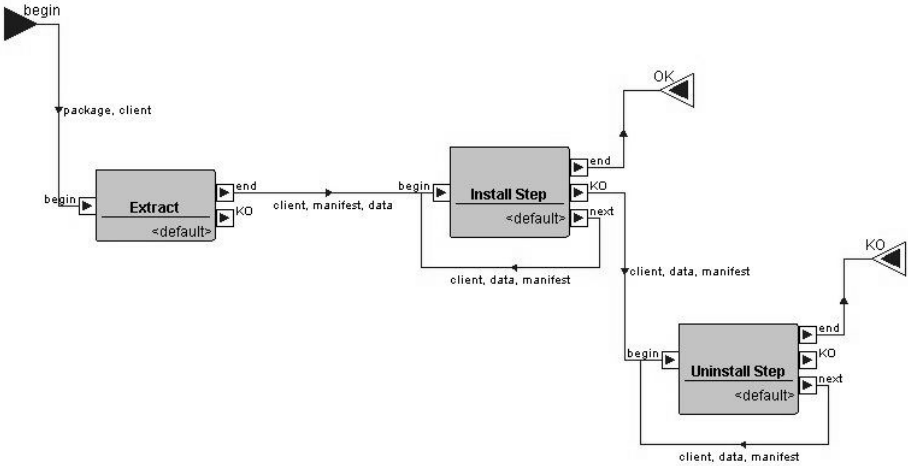 begin
package, client
begin
Extract
<default>
end
KO
client, manifest, data
begin
Install Step
<default>
end
KO
next
client, data, manifest
OK
client, data, manifest
begin
Uninstall Step
<default>
end
KO
next
client, data, manifest
KO